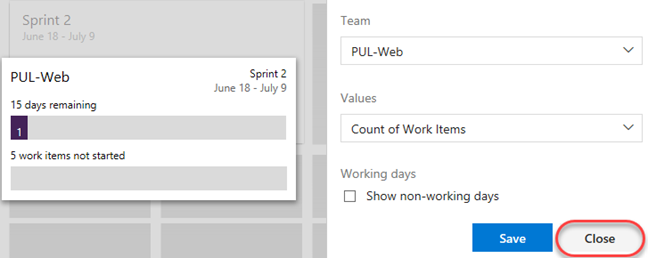 Sprint 2
June 18 - July 9
PUL-Web
Sprint 2
June 18 - July 9
15 days remaining
1
5 work items not started
Team
PUL-Web
Values
Count of Work Items
Working days
Show non-working days
Save
Close